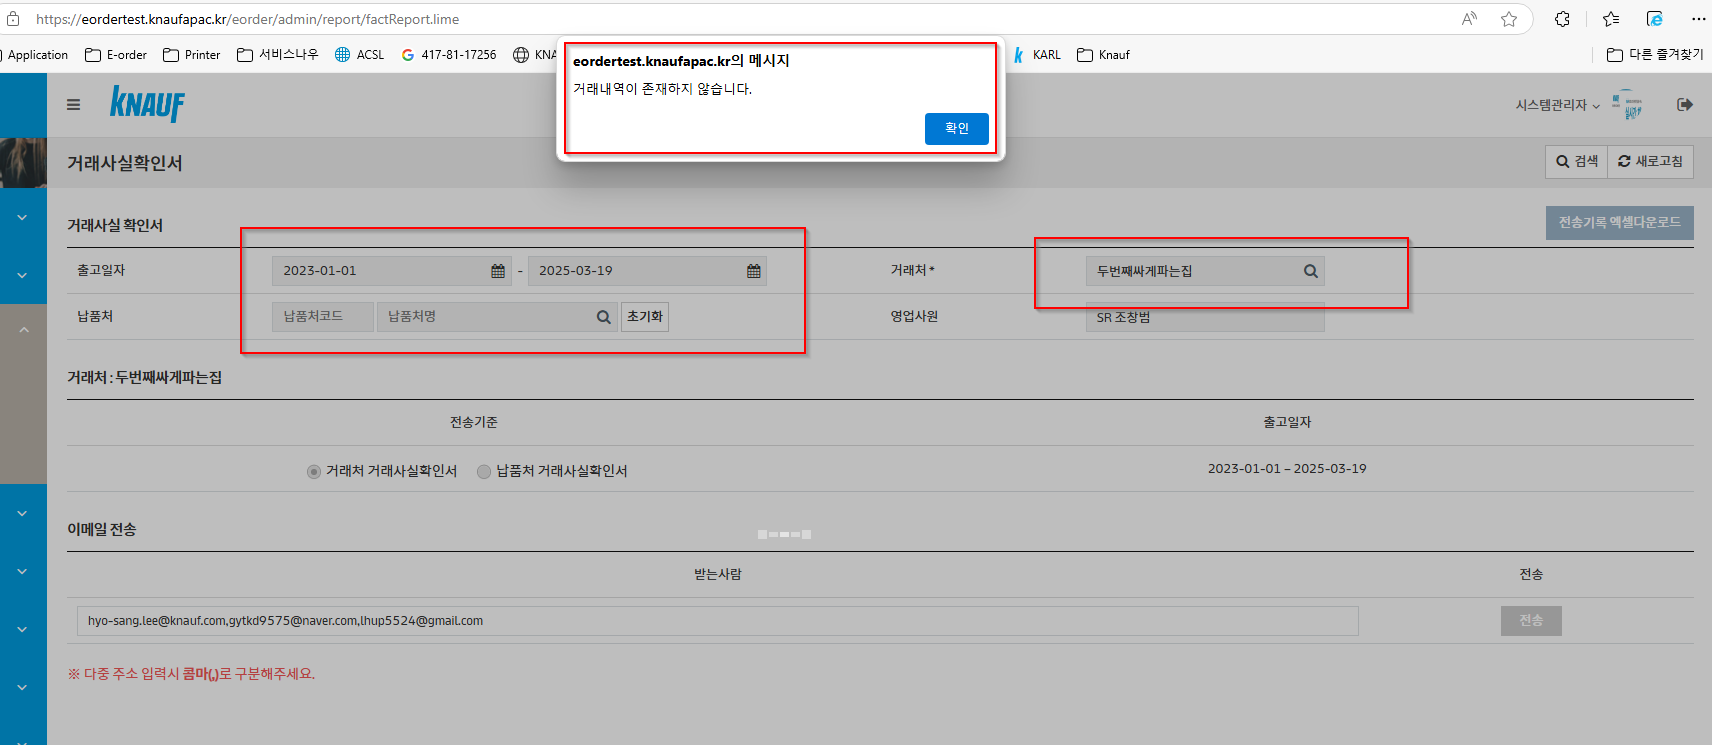 https://eordertest.knaufapac.kr/eorder/admin/report/factReport.lime
Application E-order Printer 서비스나우 ACSL 417-81-17256 KNA KARL Knauf 다른 즐겨찾기
eordertest.knaufapac.kr의 메시지
거래내역이 존재하지 않습니다.
확인
KNAUF
시스템관리자
거래사실확인서
검색 새로고침
거래사실 확인서
전송기록 엑셀다운로드
출고일자 2023-01-01 - 2025-03-19 거래처 * 두번째싸게파는집
납품처 납품처코드 납품처명 초기화 영업사원 SR 조창범
거래처 : 두번째싸게파는집
전송기준 출고일자
거래처 거래사실확인서 납품처 거래사실확인서 2023-01-01 – 2025-03-19
이메일 전송
받는사람 전송
hyo-sang.lee@knauf.com,gytkd9575@naver.com,lhup5524@gmail.com 전송
※ 다중 주소 입력시 콤마(,)로 구분해주세요.